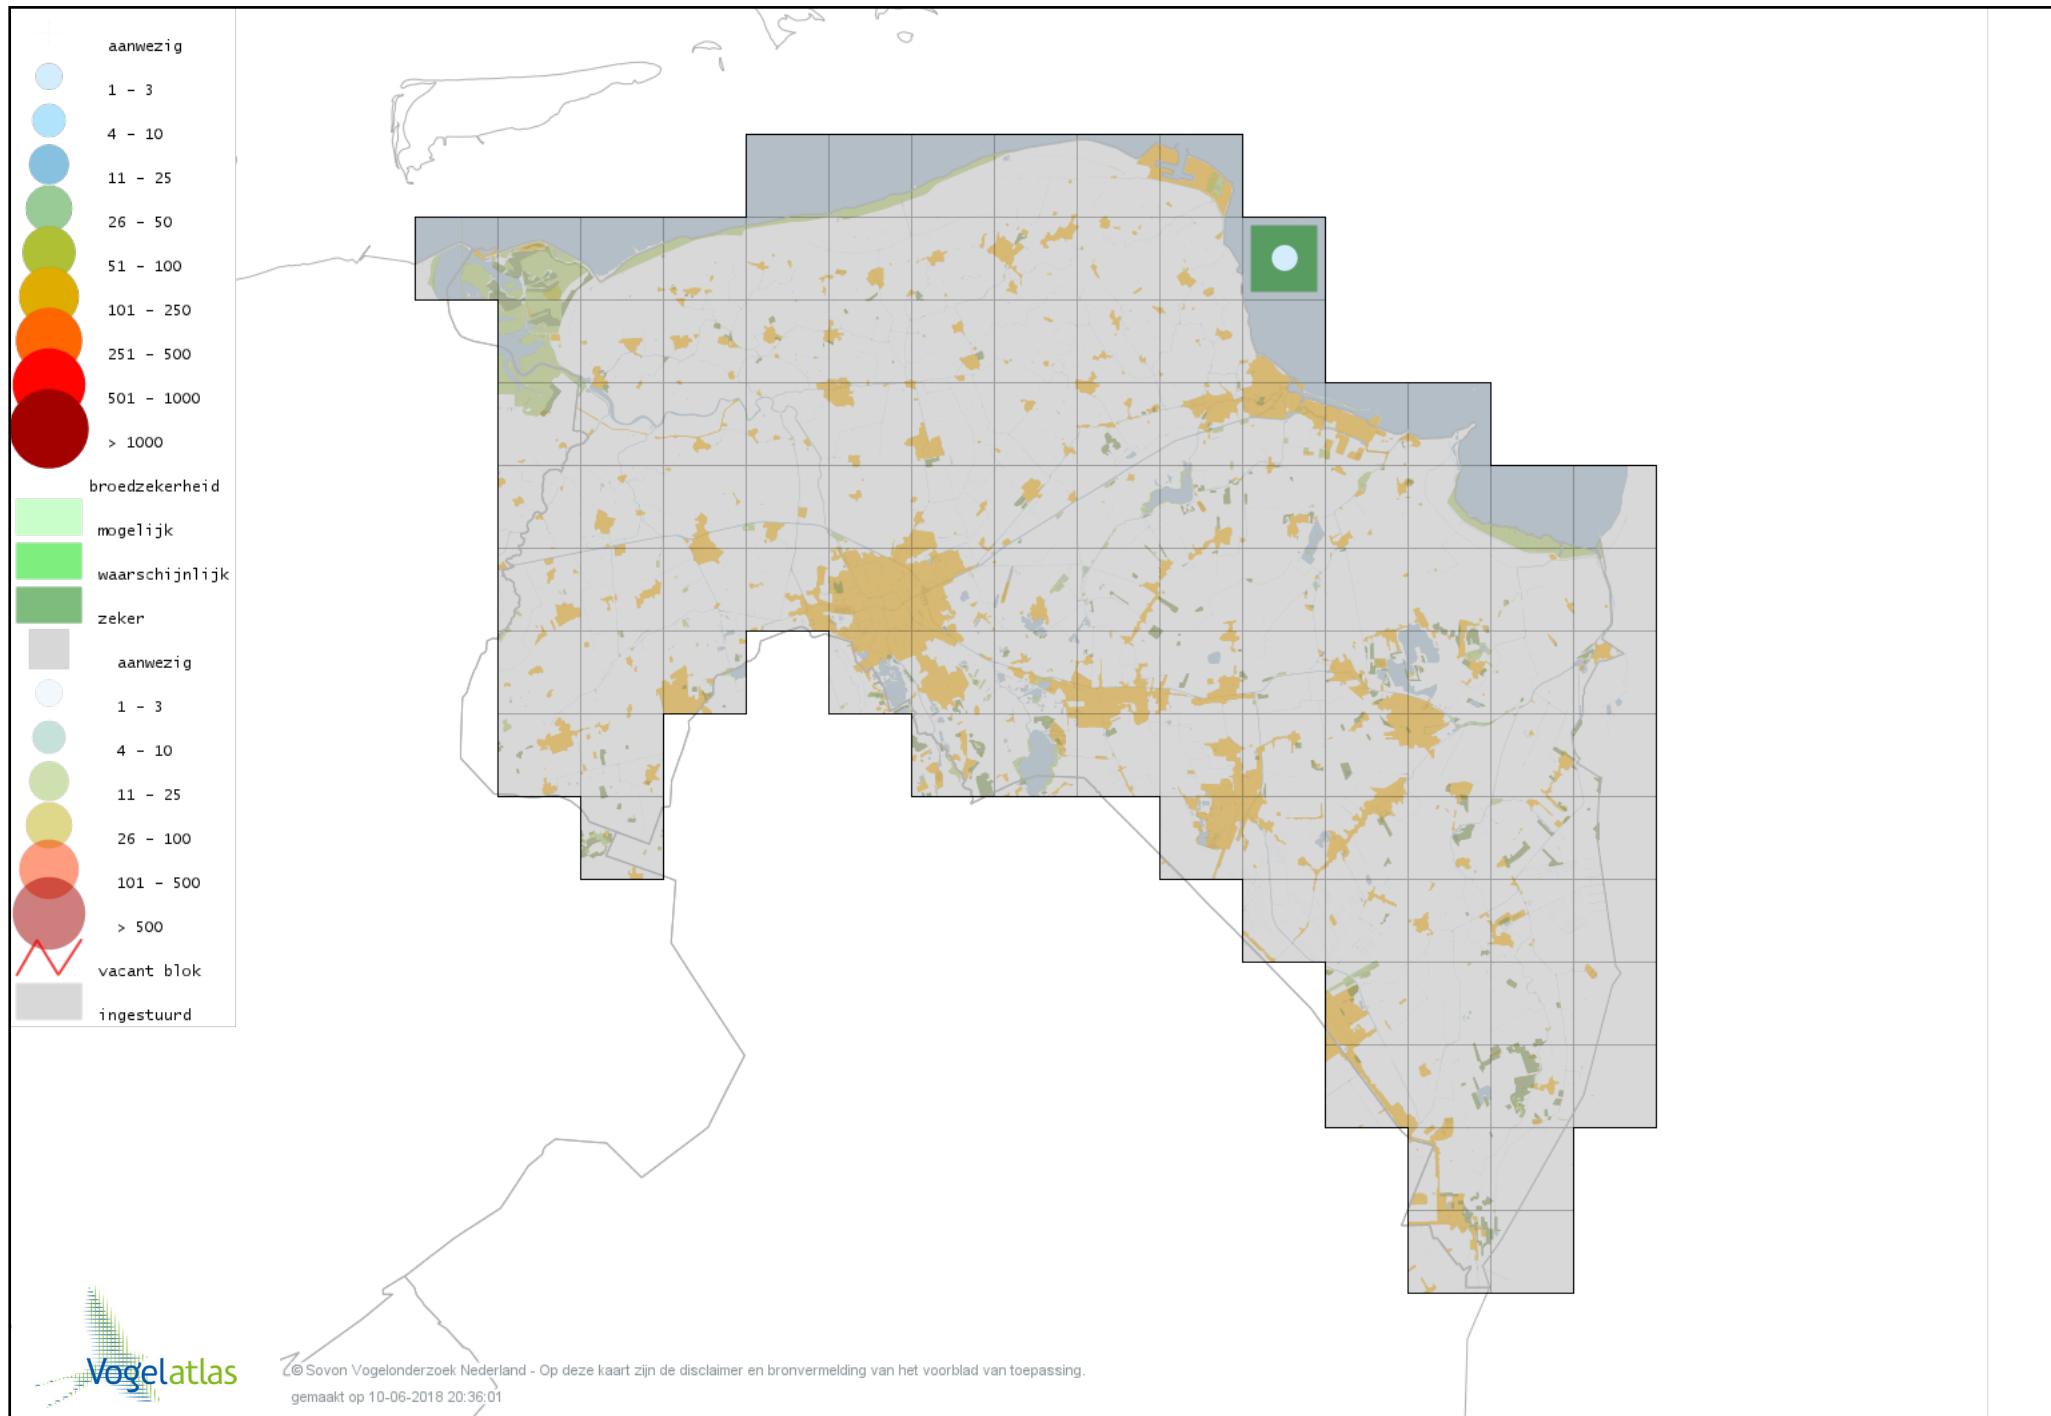 aanwezig
1 - 3
4 - 10
11 - 25
26 - 50
51 - 100
101 - 250
251 - 500
501 - 1000
> 1000
broedzekerheid
mogelijk
waarschijnlijk
zeker
aanwezig
1 - 3
4 - 10
11 - 25
26 - 100
101 - 500
> 500
vacant blok
ingestuurd
Vogelatlas
© Sovon Vogelonderzoek Nederland - Op deze kaart zijn de disclaimer en bronvermelding van het voorblad van toepassing.
gemaakt op 10-06-2018 20:36:01